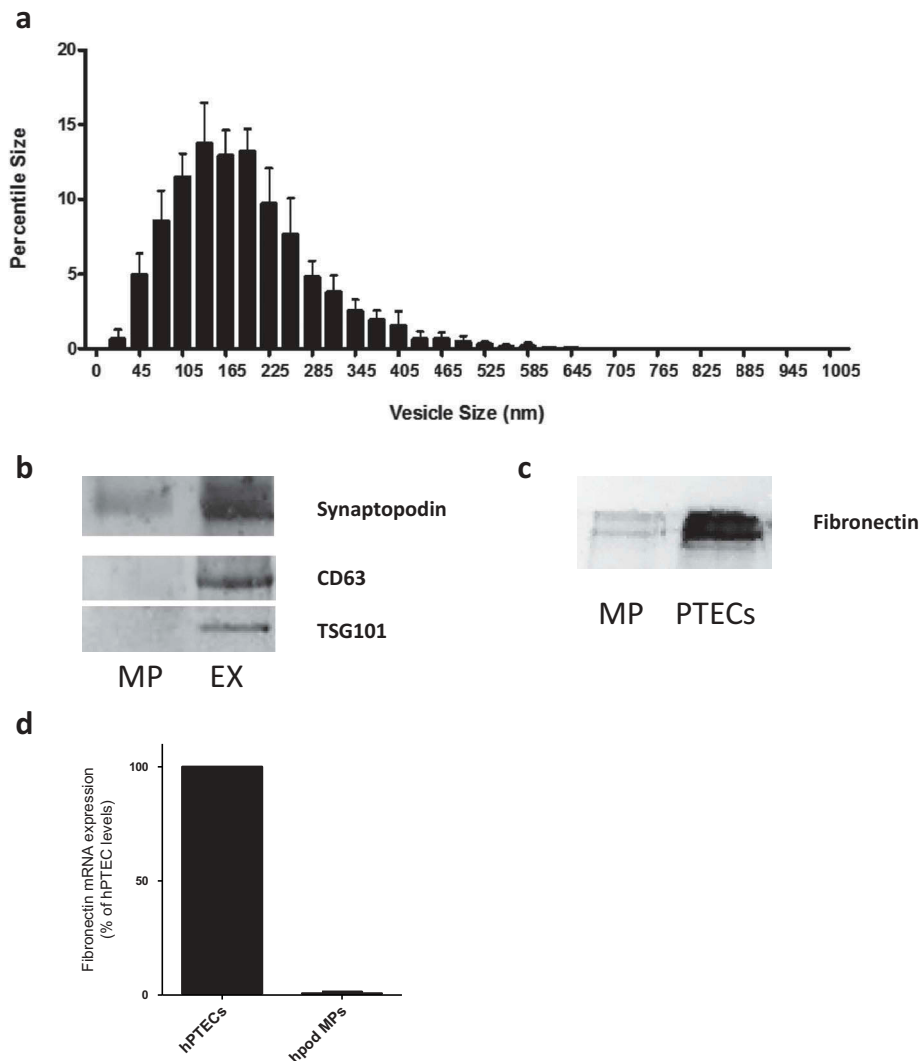 a
20
15
10
5
0
Percentile Size
0 45 105 165 225 285 345 405 465 525 585 645 705 765 825 885 945 1005
Vesicle Size (nm)
b
Synaptopodin
CD63
TSG101
MP EX
c
Fibronectin
MP PTECs
d
100
50
0
Fibronectin mRNA expression
(% of hPTEC levels)
hPTECs
hpod MPs